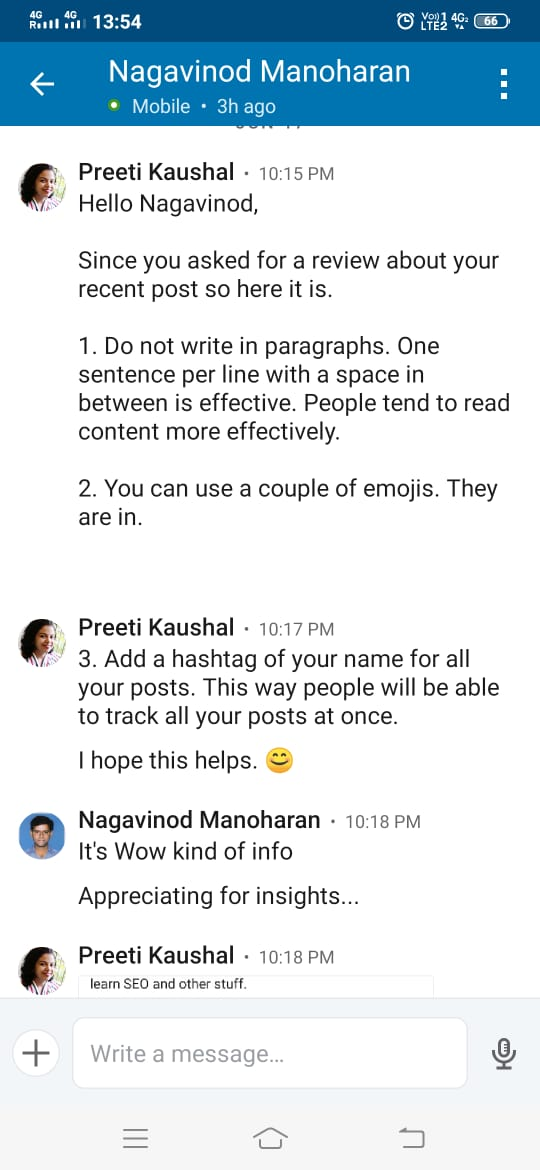 4G
4G
13:54
Vo))1 4G2
R
LTE2
66
Nagavinod Manoharan
Mobile • 3h ago
Preeti Kaushal • 10:15 PM
Hello Nagavinod,
Since you asked for a review about your
recent post so here it is.
1. Do not write in paragraphs. One
sentence per line with a space in
between is effective. People tend to read
content more effectively.
2. You can use a couple of emojis. They
are in.
Preeti Kaushal • 10:17 PM
3. Add a hashtag of your name for all
your posts. This way people will be able
to track all your posts at once.
I hope this helps. 😊
Nagavinod Manoharan • 10:18 PM
It's Wow kind of info
Appreciating for insights...
Preeti Kaushal • 10:18 PM
learn SEO and other stuff.
Write a message...